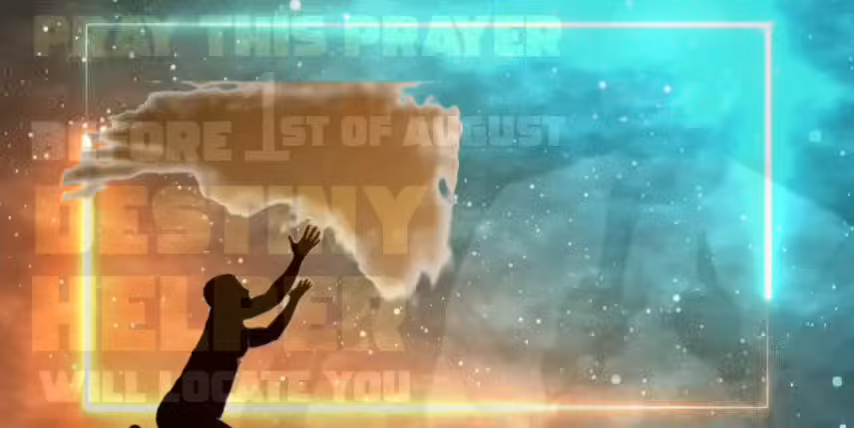 PRAY THIS PRAYER
BEFORE 1ST OF AUGUST
DESTINY
HELPER
WILL LOCATE YOU